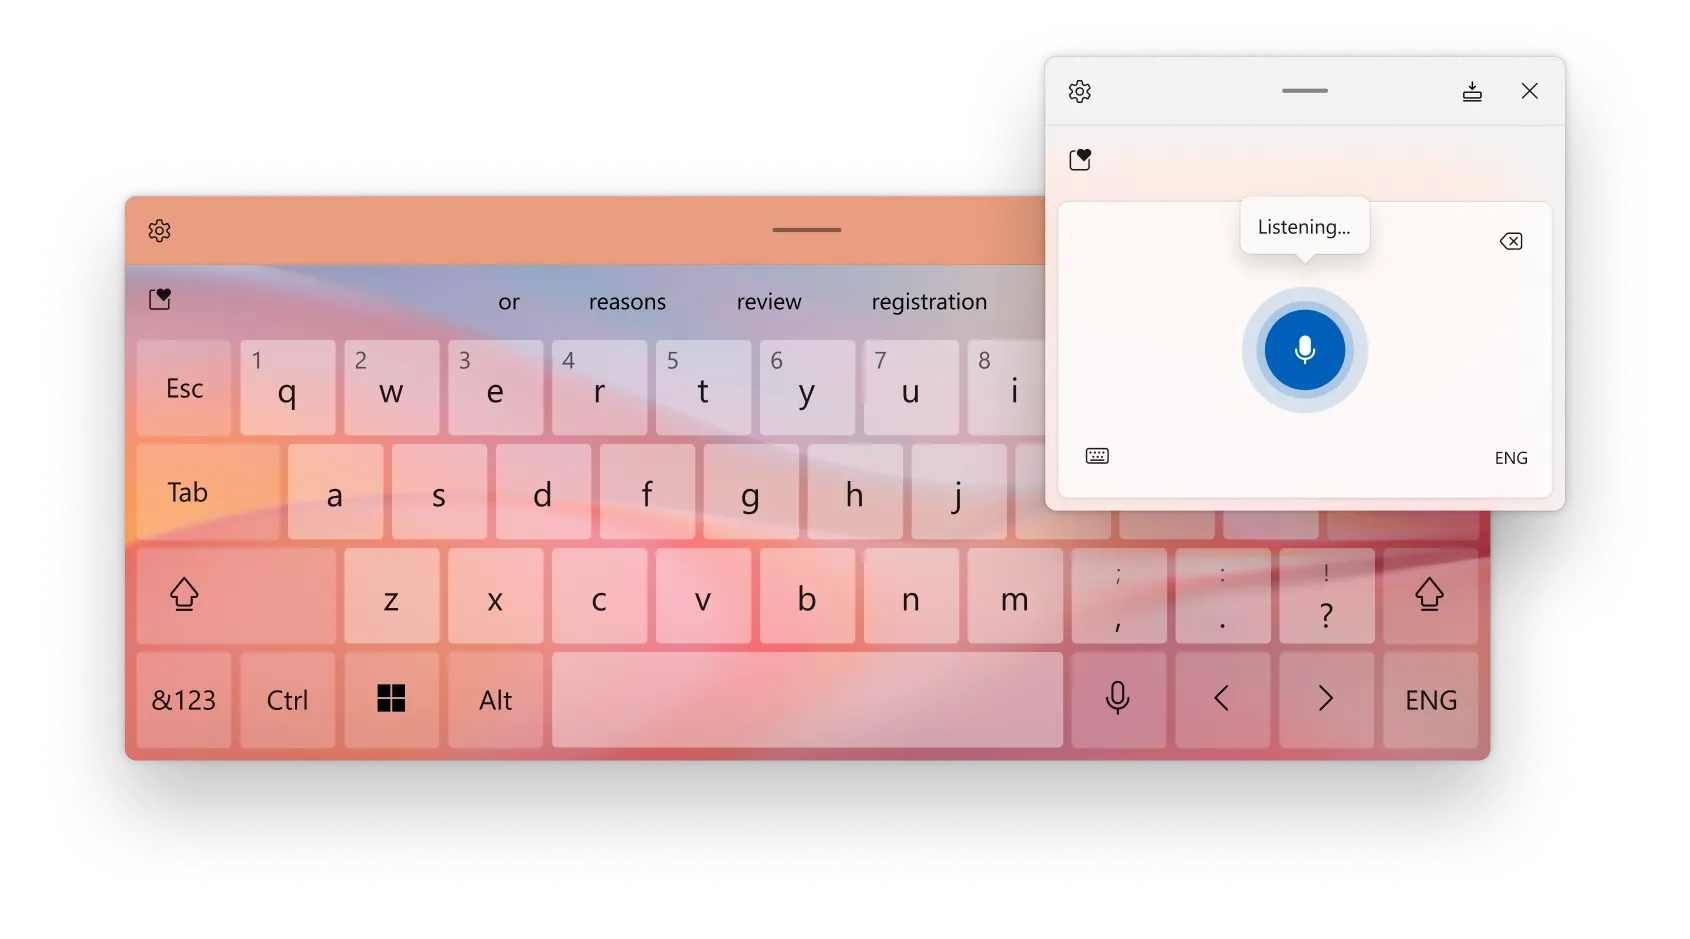 Listening...
ENG
or reasons review registration
Esc 1 q 2 w 3 e 4 r 5 t 6 y 7 u 8 i
Tab a s d f g h j
z x c v b n m ; , : . ! ?
&123 Ctrl Alt < > ENG